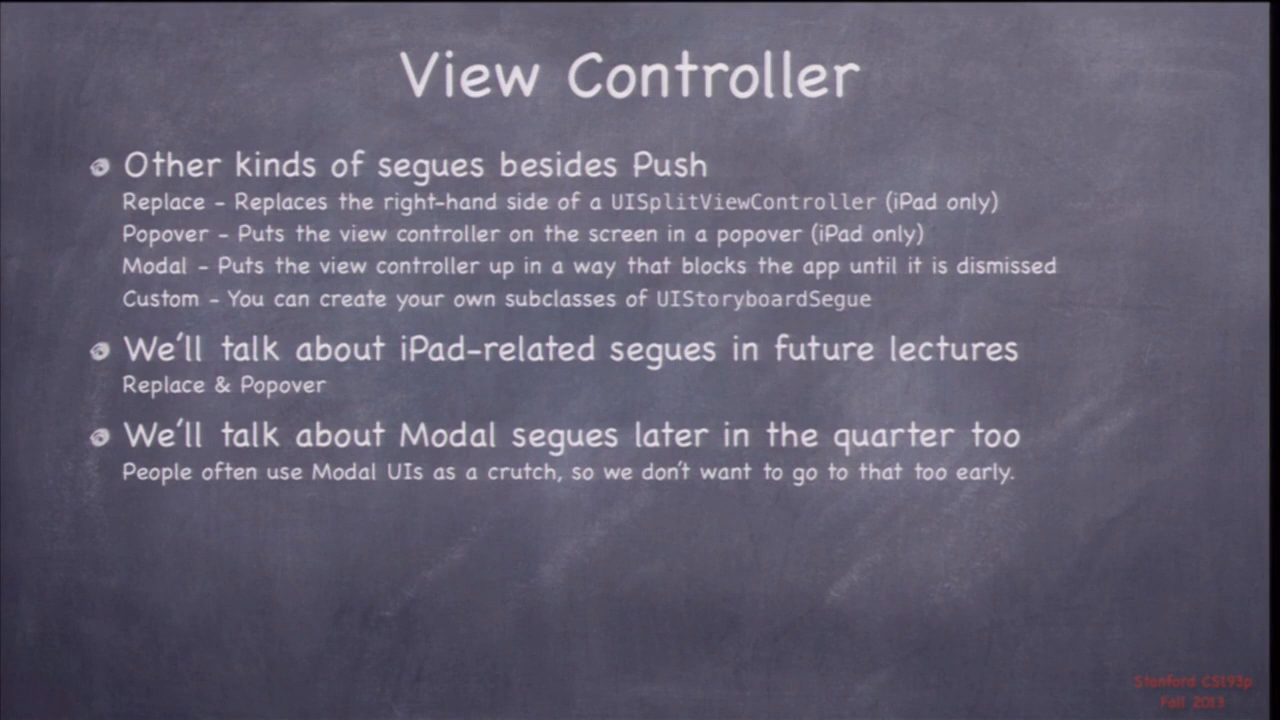 View Controller
Other kinds of segues besides Push
Replace - Replaces the right-hand side of a UISplitViewController (iPad only)
Popover - Puts the view controller on the screen in a popover (iPad only)
Modal - Puts the view controller up in a way that blocks the app until it is dismissed
Custom - You can create your own subclasses of UIStoryboardSegue
We'll talk about iPad-related segues in future lectures
Replace & Popover
We'll talk about Modal segues later in the quarter too
People often use Modal UIs as a crutch, so we don't want to go to that too early.
Stanford CS193p
Fall 2013